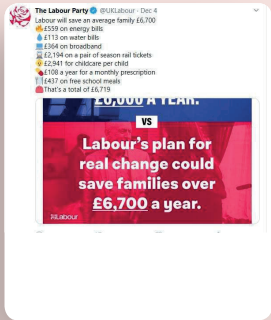 The Labour Party @UKLabour · Dec 4
Labour will save an average family £6,700
🔥£559 on energy bills
💧£113 on water bills
💻£364 on broadband
🚆£2,194 on a pair of season rail tickets
👶£2,941 for childcare per child
💊£108 a year for a monthly prescription
🍽£437 on free school meals
👛That's a total of £6,719
£0,000 A YEAR.
VS
Labour's plan for
real change could
save families over
£6,700 a year.
Labour